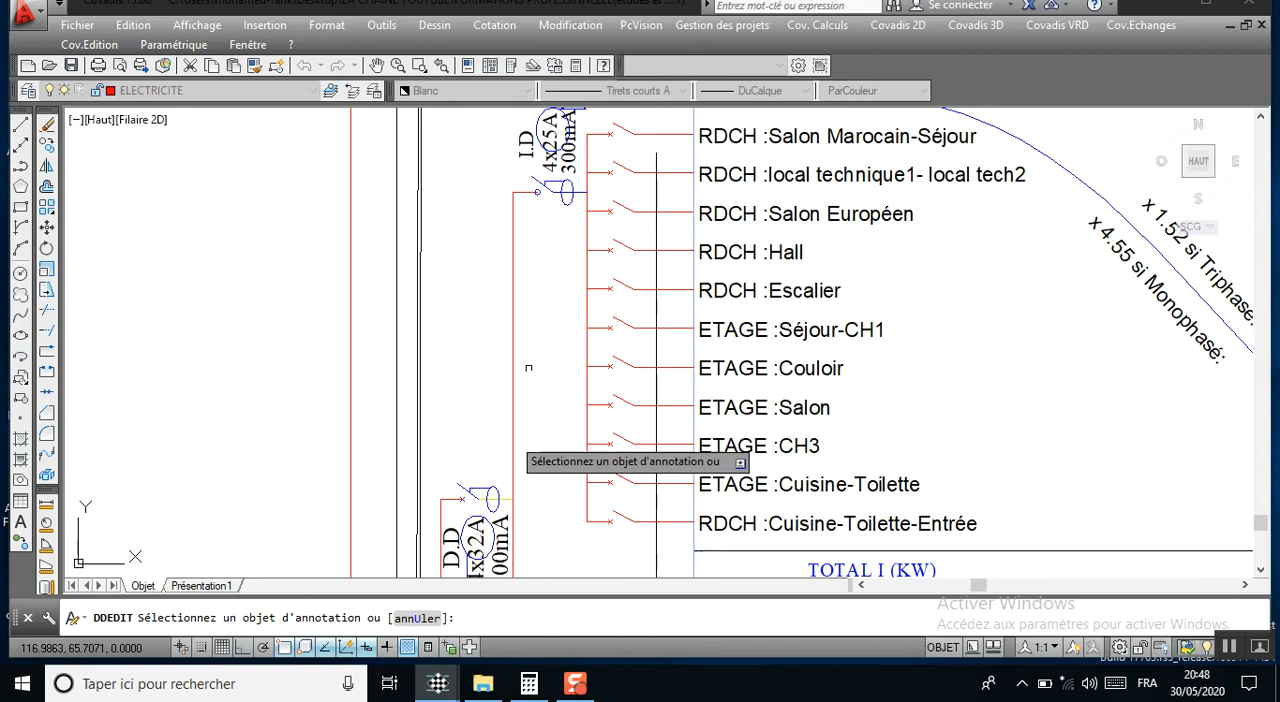 Entrez mot-clé ou expression
Se connecter
Fichier Edition Affichage Insertion Format Outils Dessin Cotation Modification PcVision Gestion des projets Cov. Calculs Covadis 2D Covadis 3D Covadis VRD Cov.Echanges
Cov.Edition Paramétrique Fenêtre ?
ELECTRICITE Blanc Tirets courts A DuCalque ParCouleur
[−][Haut][Filaire 2D]
N
O HAUT E
S
SCG
I.D
4x25A
300mA
RDCH :Salon Marocain-Séjour
RDCH :local technique1- local tech2
RDCH :Salon Européen
RDCH :Hall
RDCH :Escalier
ETAGE :Séjour-CH1
ETAGE :Couloir
ETAGE :Salon
ETAGE :CH3
ETAGE :Cuisine-Toilette
RDCH :Cuisine-Toilette-Entrée
x 1.52 si Triphasé:
x 4.55 si Monophasé:
Sélectionnez un objet d'annotation ou
D.D
4x32A
00mA
Y
X
TOTAL I (KW)
Objet Présentation1
Activer Windows
Accédez aux paramètres pour activer Windows.
DDEDIT Sélectionnez un objet d'annotation ou [annUler]:
116.9863, 65.7071, 0.0000
OBJET 1:1
Taper ici pour rechercher
FRA
20:48
30/05/2020